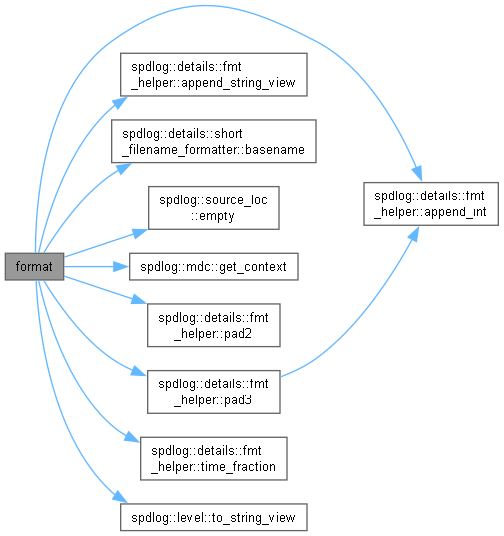 spdlog::details::fmt
_helper::append_string_view
spdlog::details::short
_filename_formatter::basename
spdlog::source_loc
::empty
spdlog::details::fmt
_helper::append_int
format
spdlog::mdc::get_context
spdlog::details::fmt
_helper::pad2
spdlog::details::fmt
_helper::pad3
spdlog::details::fmt
_helper::time_fraction
spdlog::level::to_string_view